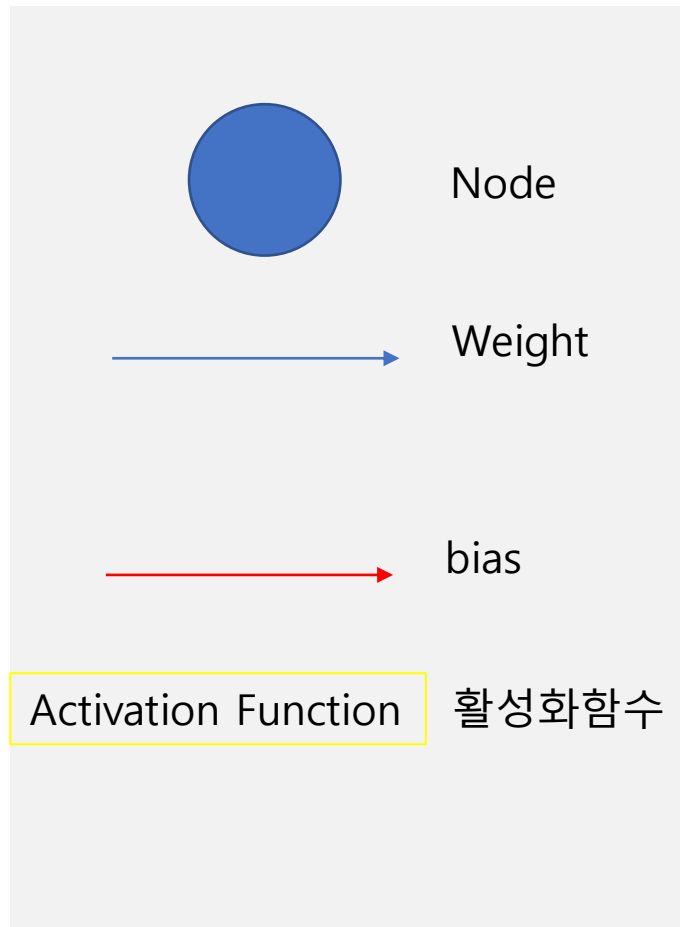 Node
Weight
bias
Activation Function 활성화함수